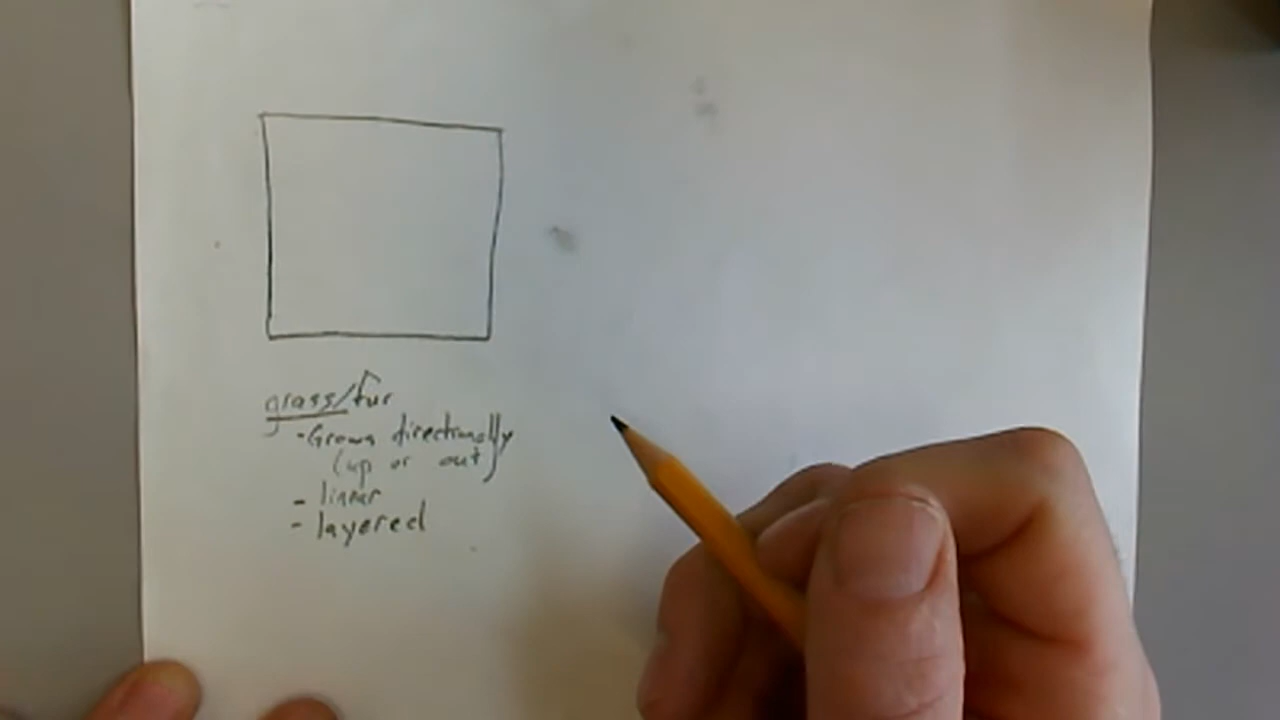 grass/fur
- Grows directionally
(up or out)
- linear
- layered